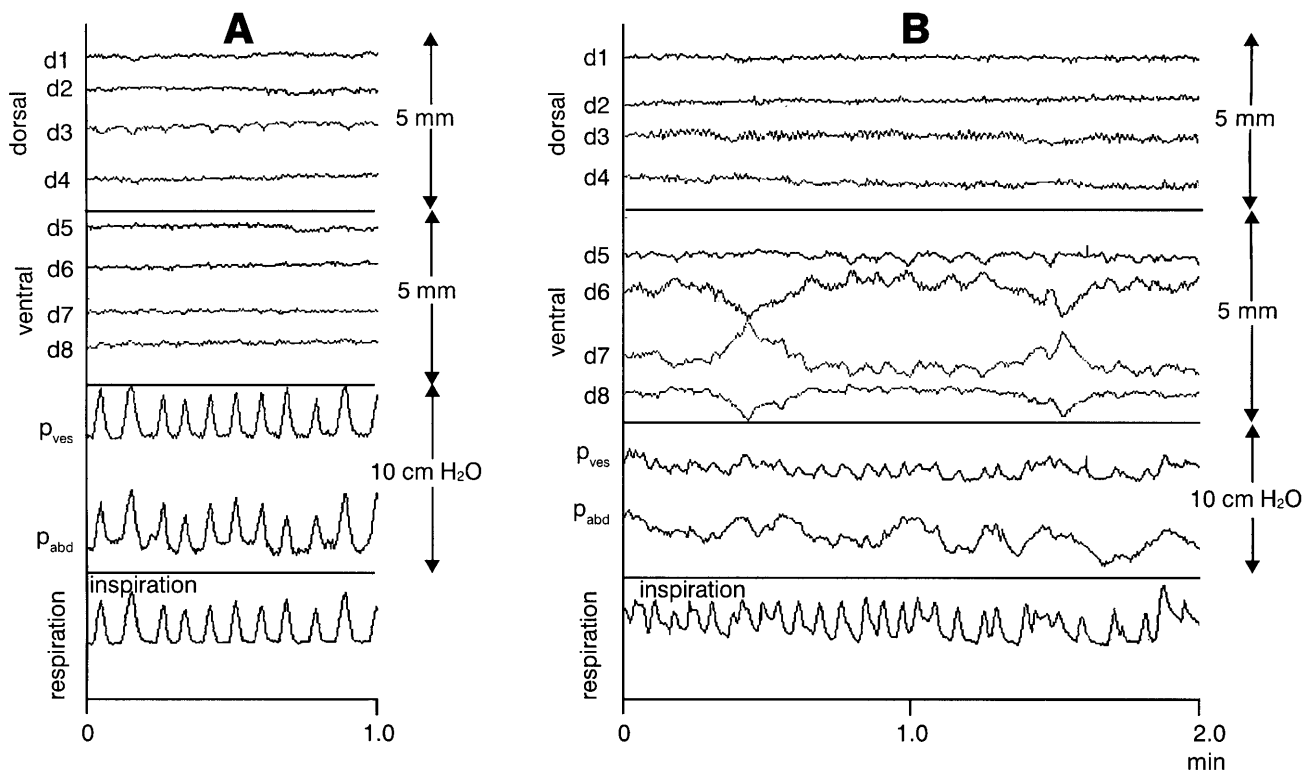 A
dorsal
d1
d2
d3
d4
5 mm
ventral
d5
d6
d7
d8
5 mm
pves
pabd
10 cm H₂O
respiration
inspiration
0
1.0
B
dorsal
d1
d2
d3
d4
5 mm
ventral
d5
d6
d7
d8
5 mm
pves
pabd
10 cm H₂O
respiration
inspiration
0
1.0
2.0
min